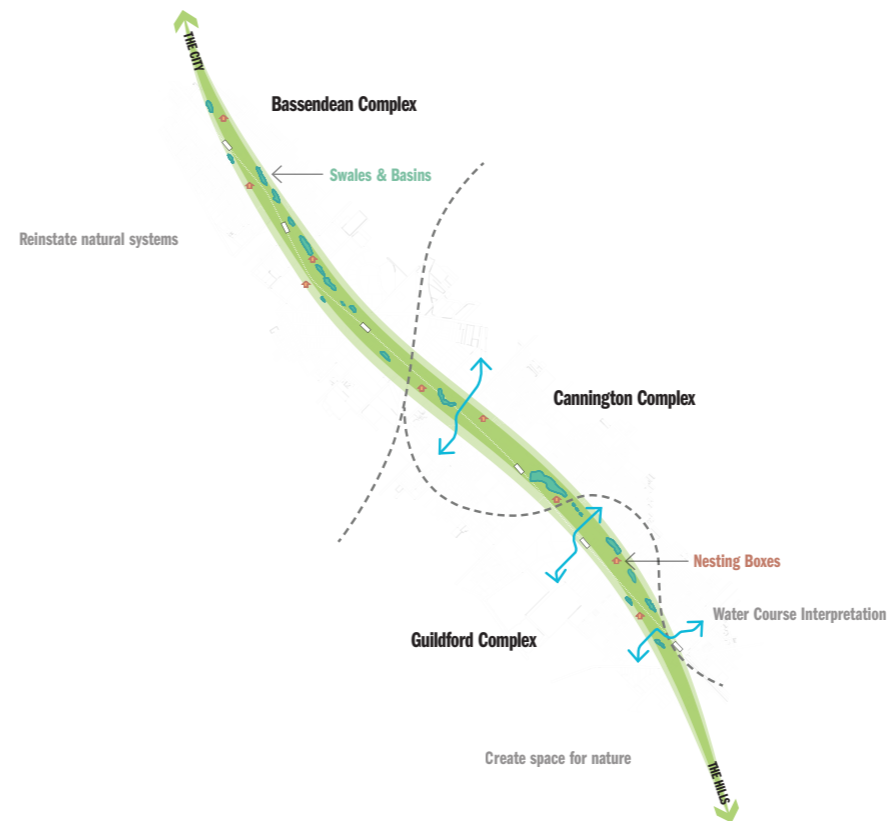 THE CITY
Bassendean Complex
Swales & Basins
Reinstate natural systems
Cannington Complex
Nesting Boxes
Water Course Interpretation
Guildford Complex
Create space for nature
THE HILLS